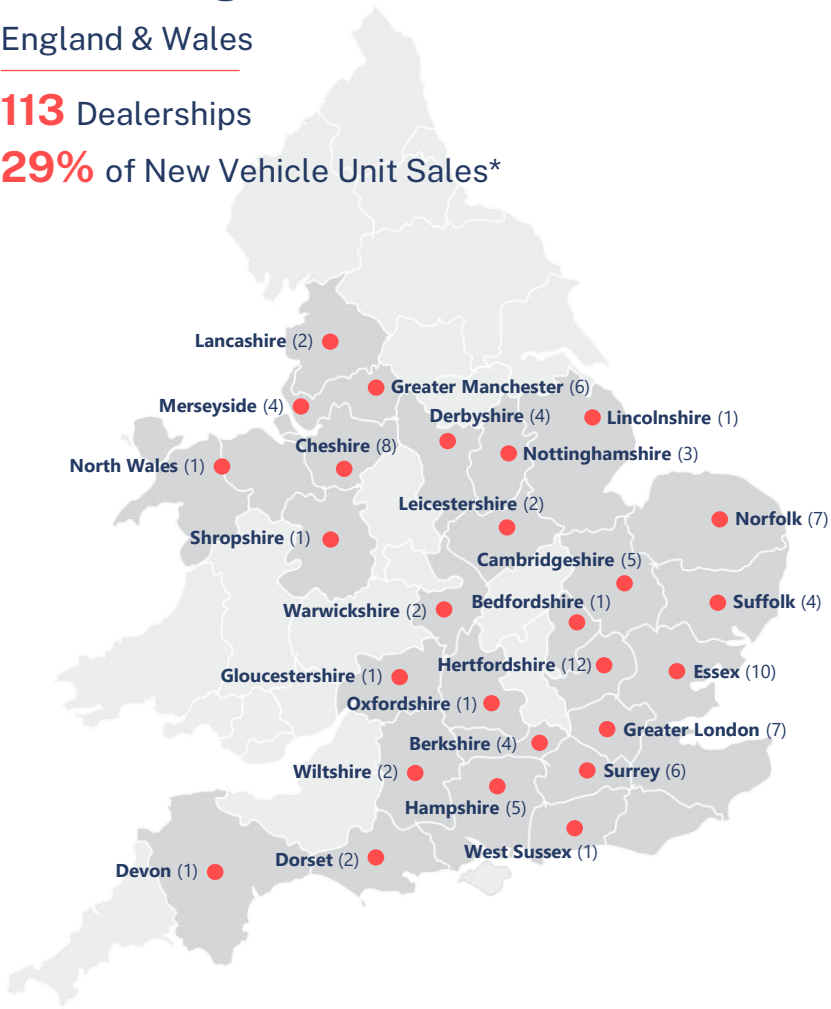 England & Wales
113 Dealerships
29% of New Vehicle Unit Sales*
Lancashire (2)
Greater Manchester (6)
Merseyside (4)
Derbyshire (4)
Lincolnshire (1)
Cheshire (8)
Nottinghamshire (3)
North Wales (1)
Leicestershire (2)
Norfolk (7)
Shropshire (1)
Cambridgeshire (5)
Bedfordshire (1)
Suffolk (4)
Warwickshire (2)
Hertfordshire (12)
Essex (10)
Gloucestershire (1)
Oxfordshire (1)
Greater London (7)
Berkshire (4)
Wiltshire (2)
Surrey (6)
Hampshire (5)
West Sussex (1)
Dorset (2)
Devon (1)